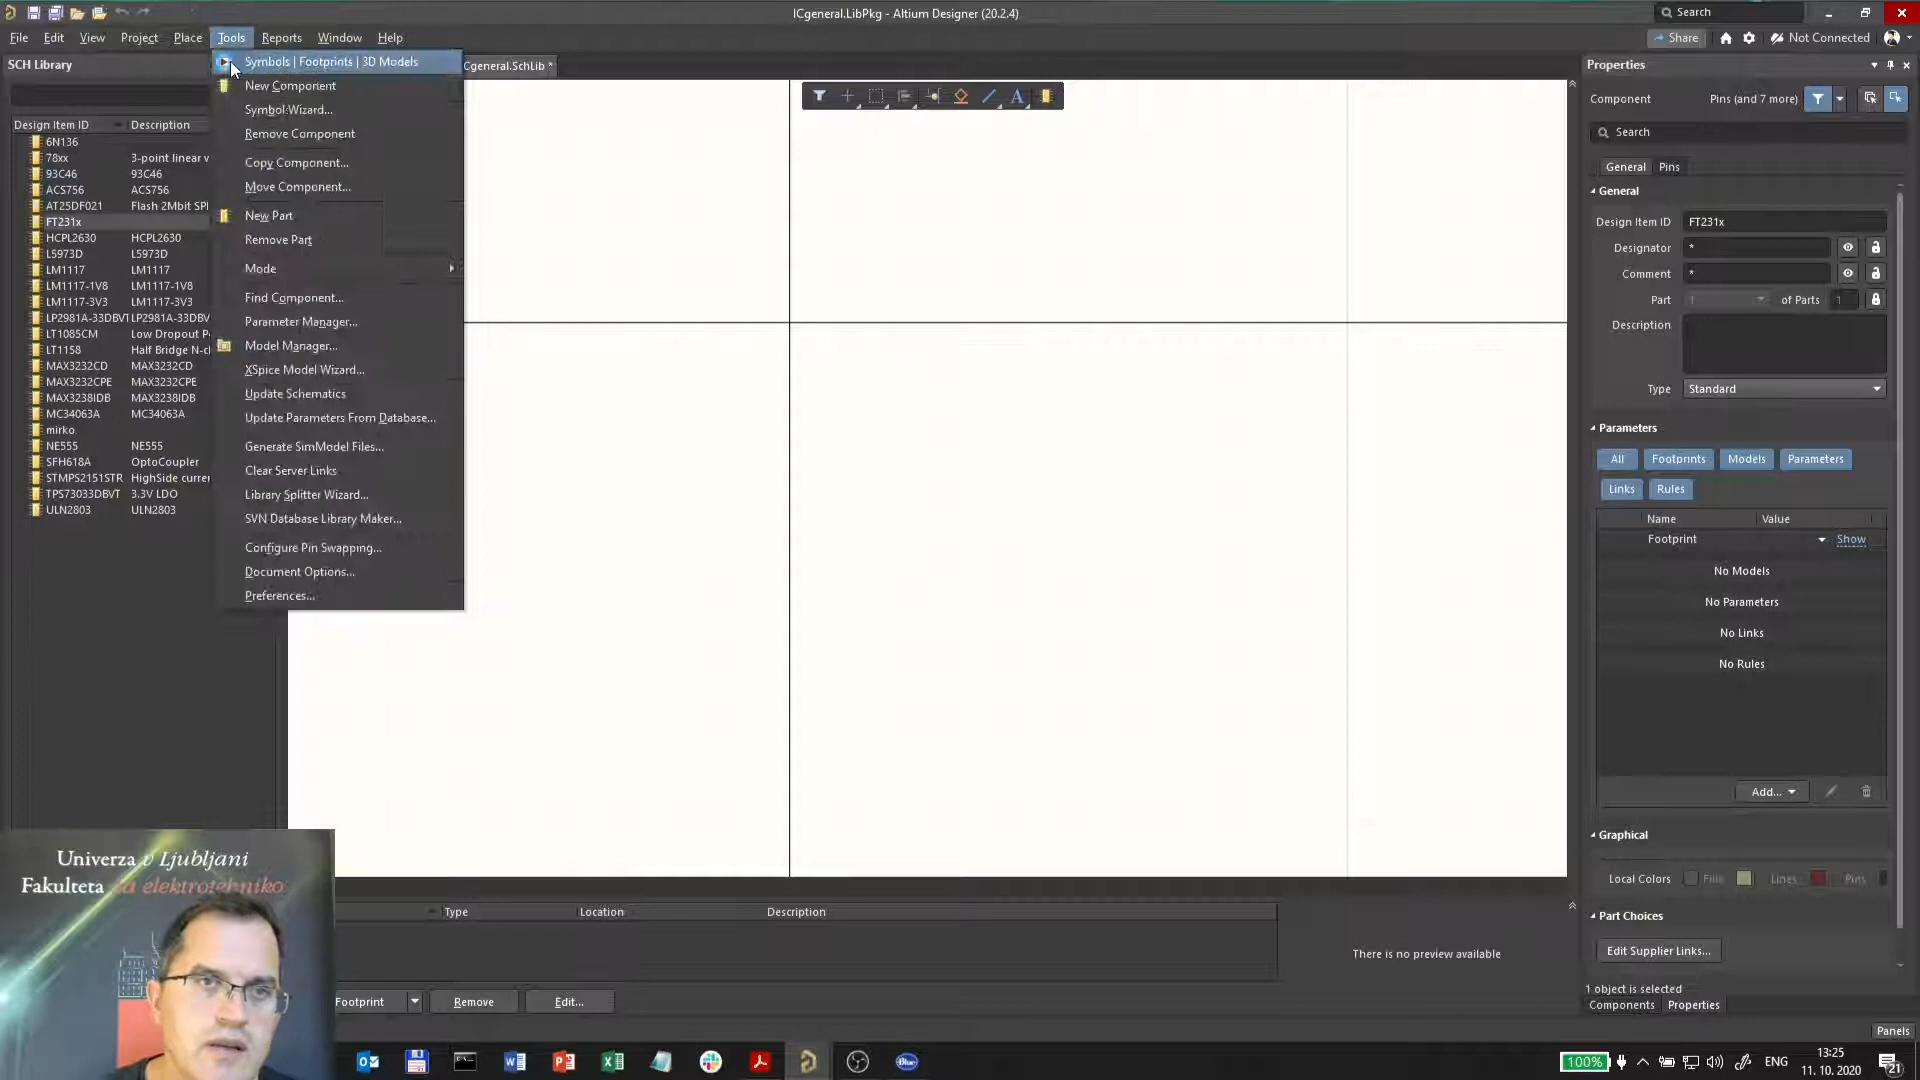 ICgeneral.LibPkg - Altium Designer (20.2.4)
Search
File Edit View Project Place Tools Reports Window Help
Share
Not Connected
SCH Library
Symbols | Footprints | 3D Models
New Component
Symbol Wizard...
Remove Component
Copy Component...
Move Component...
New Part
Remove Part
Mode
Find Component...
Parameter Manager...
Model Manager...
XSpice Model Wizard...
Update Schematics
Update Parameters From Database...
Generate SimModel Files...
Clear Server Links
Library Splitter Wizard...
SVN Database Library Maker...
Configure Pin Swapping...
Document Options...
Preferences...
Cgeneral.SchLib *
Design Item ID Description
6N136
78xx 3-point linear v
93C46 93C46
ACS756 ACS756
AT25DF021 Flash 2Mbit SPI
FT231x
HCPL2630 HCPL2630
L5973D L5973D
LM1117 LM1117
LM1117-1V8 LM1117-1V8
LM1117-3V3 LM1117-3V3
LP2981A-33DBVT LP2981A-33DBV
LT1085CM Low Dropout P
LT1158 Half Bridge N-c
MAX3232CD MAX3232CD
MAX3232CPE MAX3232CPE
MAX3238IDB MAX3238IDB
MC34063A MC34063A
mirko
NE555 NE555
SFH618A OptoCoupler
STMPS2151STR HighSide currer
TPS73033DBVT 3.3V LDO
ULN2803 ULN2803
Properties
Component Pins (and 7 more)
Search
General Pins
General
Design Item ID FT231x
Designator *
Comment *
Part 1 of Parts 1
Description
Type Standard
Parameters
All Footprints Models Parameters
Links Rules
Name Value
Footprint Show
No Models
No Parameters
No Links
No Rules
Add...
Graphical
Local Colors Fills Lines Pins
Part Choices
Edit Supplier Links...
1 object is selected
Components Properties
Panels
Type Location Description
There is no preview available
Footprint Remove Edit...
Univerza v Ljubljani
Fakulteta za elektrotehniko
Blue
100% ENG 13:25
11. 10. 2020
21